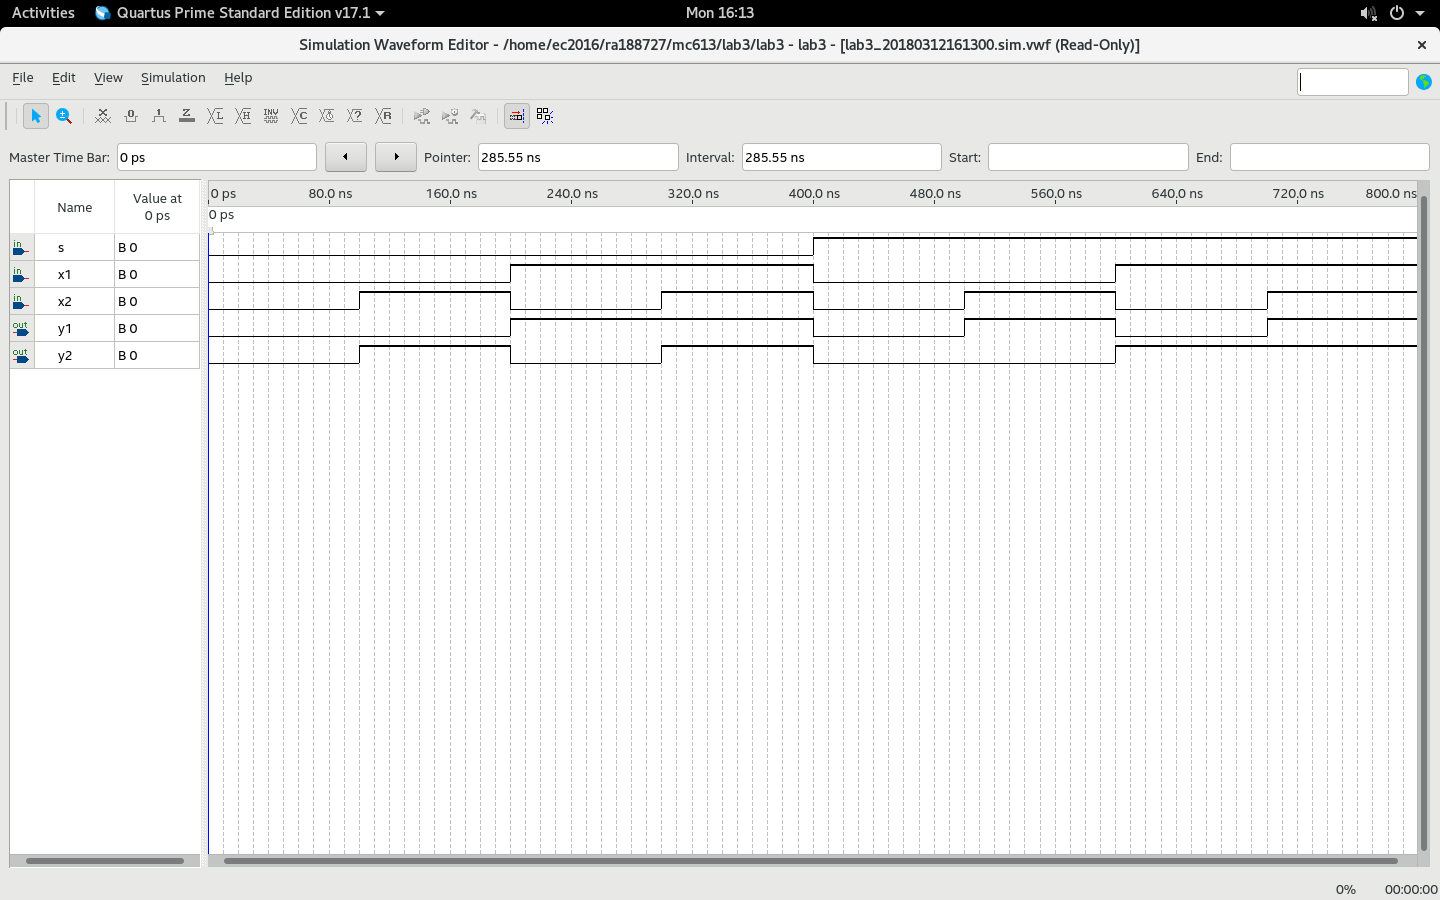 Activities Quartus Prime Standard Edition v17.1 Mon 16:13
Simulation Waveform Editor - /home/ec2016/ra188727/mc613/lab3/lab3 - lab3 - [lab3_20180312161300.sim.vwf (Read-Only)]
File Edit View Simulation Help
Master Time Bar: 0 ps Pointer: 285.55 ns Interval: 285.55 ns Start: End:
Name Value at 0 ps
0 ps 80.0 ns 160.0 ns 240.0 ns 320.0 ns 400.0 ns 480.0 ns 560.0 ns 640.0 ns 720.0 ns 800.0 ns
0 ps
in s B 0
in x1 B 0
in x2 B 0
out y1 B 0
out y2 B 0
0% 00:00:00